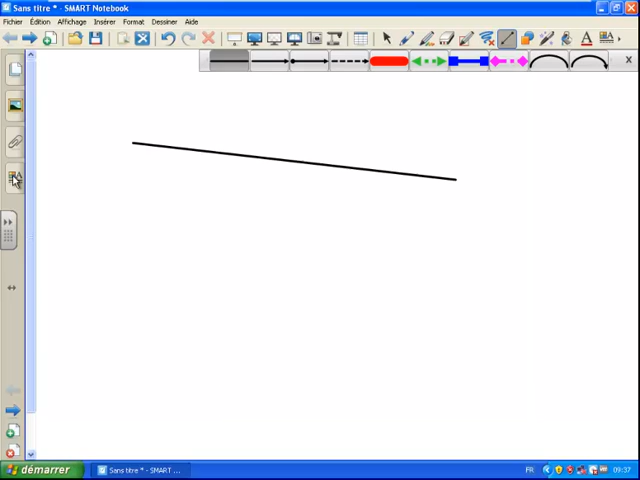 Sans titre * - SMART Notebook
Fichier Édition Affichage Insérer Format Dessiner Aide
X
démarrer
Sans titre * - SMART ...
FR
09:37